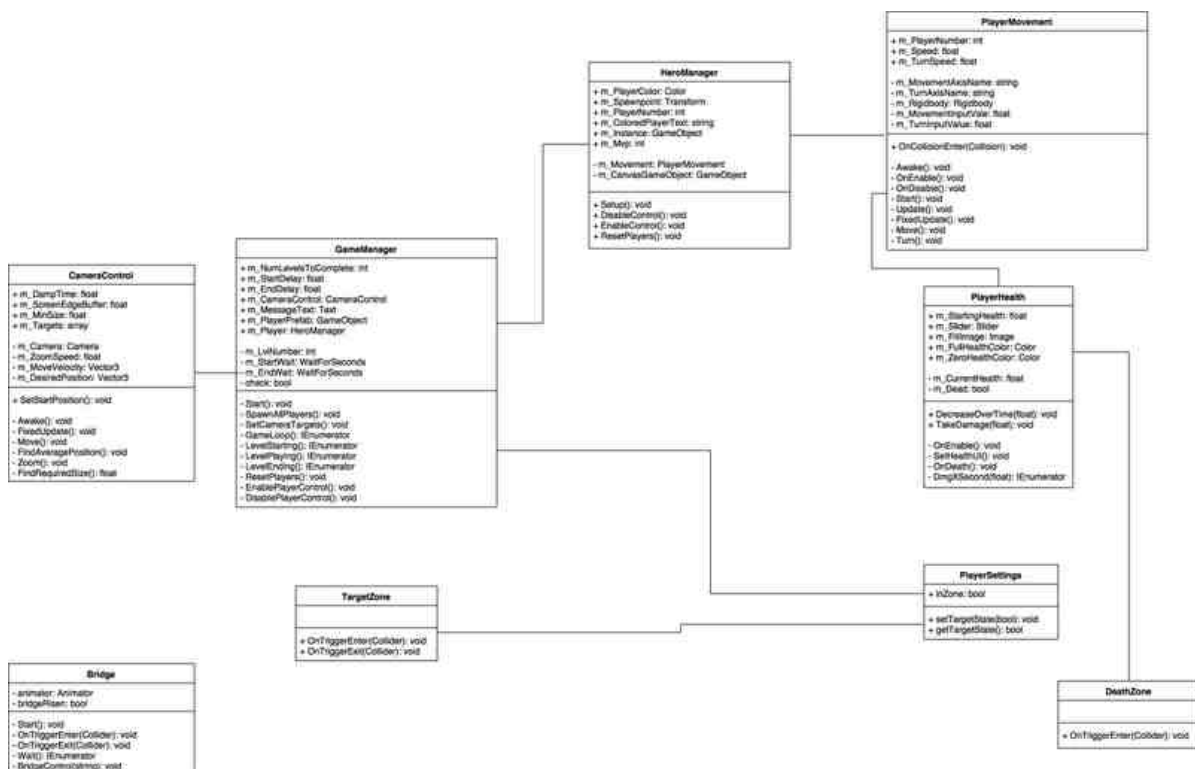 PlayerMovement
+ m_PlayerNumber: int
+ m_Speed: float
+ m_TurnSpeed: float
- m_MovementAxisName: string
- m_TurnAxisName: string
- m_Rigidbody: Rigidbody
- m_MovementInputVale: float
- m_TurnInputValue: float
+ OnCollisionEnter(Collision): void
- Awake(): void
- OnEnable(): void
- OnDisable(): void
- Start(): void
- Update(): void
- FixedUpdate(): void
- Move(): void
- Turn(): void
HeroManager
+ m_PlayerColor: Color
+ m_Spawnpoint: Transform
+ m_PlayerNumber: int
+ m_ColoredPlayerText: string
+ m_Instance: GameObject
+ m_Mvp: int
- m_Movement: PlayerMovement
- m_CanvasGameObject: GameObject
+ Setup(): void
+ DisableControl(): void
+ EnableControl(): void
+ ResetPlayers(): void
GameManager
+ m_NumLevelsToComplete: int
+ m_StartDelay: float
+ m_EndDelay: float
+ m_CameraControl: CameraControl
+ m_MessageText: Text
+ m_PlayerPrefab: GameObject
+ m_Player: HeroManager
- m_LvlNumber: int
- m_StartWait: WaitForSeconds
- m_EndWait: WaitForSeconds
- check: bool
- Start(): void
- SpawnAllPlayers(): void
- SetCameraTargets(): void
- GameLoop(): IEnumerator
- LevelStarting(): IEnumerator
- LevelPlaying(): IEnumerator
- LevelEnding(): IEnumerator
- ResetPlayers(): void
- EnablePlayerControl(): void
- DisablePlayerControl(): void
CameraControl
+ m_DampTime: float
+ m_ScreenEdgeBuffer: float
+ m_MinSize: float
+ m_Targets: array
- m_Camera: Camera
- m_ZoomSpeed: float
- m_MoveVelocity: Vector3
- m_DesiredPosition: Vector3
+ SetStartPosition(): void
- Awake(): void
- FixedUpdate(): void
- Move(): void
- FindAveragePosition(): void
- Zoom(): void
- FindRequiredSize(): float
PlayerHealth
+ m_StartingHealth: float
+ m_Slider: Slider
+ m_FillImage: Image
+ m_FullHealthColor: Color
+ m_ZeroHealthColor: Color
- m_CurrentHealth: float
- m_Dead: bool
+ DecreaseOverTime(float): void
+ TakeDamage(float): void
- OnEnable(): void
- SetHealthUI(): void
- OnDeath(): void
- DmgXSecond(float): IEnumerator
PlayerSettings
+ inZone: bool
+ setTargetState(bool): void
+ getTargetState(): bool
TargetZone
+ OnTriggerEnter(Collider): void
+ OnTriggerExit(Collider): void
Bridge
- animator: Animator
- bridgeRisen: bool
- Start(): void
- OnTriggerEnter(Collider): void
- OnTriggerExit(Collider): void
- Wait(): IEnumerator
- BridgeControl(string): void
DeathZone
+ OnTriggerEnter(Collider): void